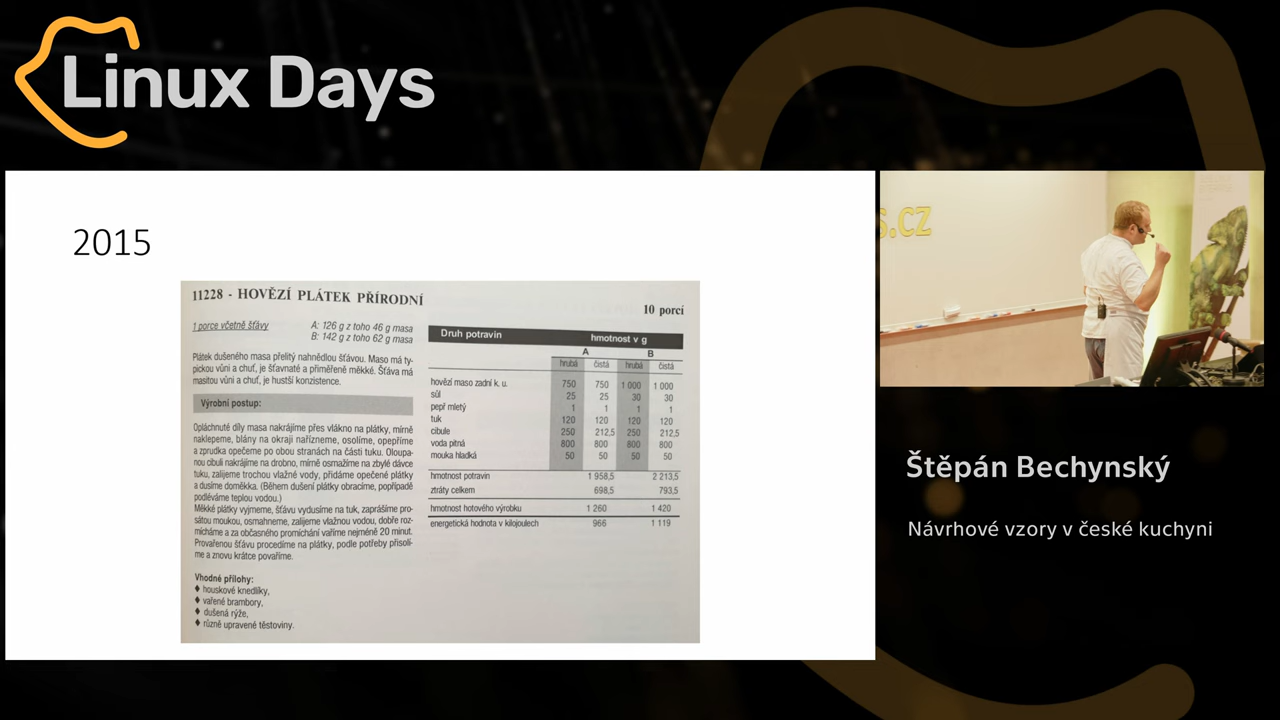 Linux Days
2015
11228 - HOVĚZÍ PLÁTEK PŘÍRODNÍ
10 porcí
1 porce včetně šťávy
A: 126 g z toho 46 g masa
B: 142 g z toho 62 g masa
Plátek dušeného masa přelitý nahnědlou šťávou. Maso má ty-
pickou vůni a chuť, je šťavnaté a přiměřeně měkké. Šťáva má
masitou vůni a chuť, je hustší konzistence.
Výrobní postup:
Opláchnuté díly masa nakrájíme přes vlákno na plátky, mírně
naklepeme, blány na okraji nařízneme, osolíme, opepříme
a zprudka opečeme po obou stranách na části tuku. Oloupa-
nou cibuli nakrájíme na drobno, mírně osmažíme na zbylé dávce
tuku, zalijeme trochou vlažné vody, přidáme opečené plátky
a dusíme doměkka. (Během dušení plátky obracíme, popřípadě
podléváme teplou vodou.)
Měkké plátky vyjmeme, šťávu vydusíme na tuk, zaprášíme pro-
sátou moukou, osmahneme, zalijeme vlažnou vodou, dobře roz-
mícháme a za občasného promíchání vaříme nejméně 20 minut.
Provařenou šťávu procedíme na plátky, podle potřeby přisolí-
me a znovu krátce povaříme.
Vhodné přílohy:
♦ houskové knedlíky,
♦ vařené brambory,
♦ dušená rýže,
♦ různě upravené těstoviny.
Druh potravin hmotnost v g
A B
hrubá čistá hrubá čistá
hovězí maso zadní k. u. 750 750 1 000 1 000
sůl 25 25 30 30
pepř mletý 1 1 1 1
tuk 120 120 120 120
cibule 250 212,5 250 212,5
voda pitná 800 800 800 800
mouka hladká 50 50 50 50
hmotnost potravin 1 958,5 2 213,5
ztráty celkem 698,5 793,5
hmotnost hotového výrobku 1 260 1 420
energetická hodnota v kilojoulech 966 1 119
s.cz
Štěpán Bechynský
Návrhové vzory v české kuchyni